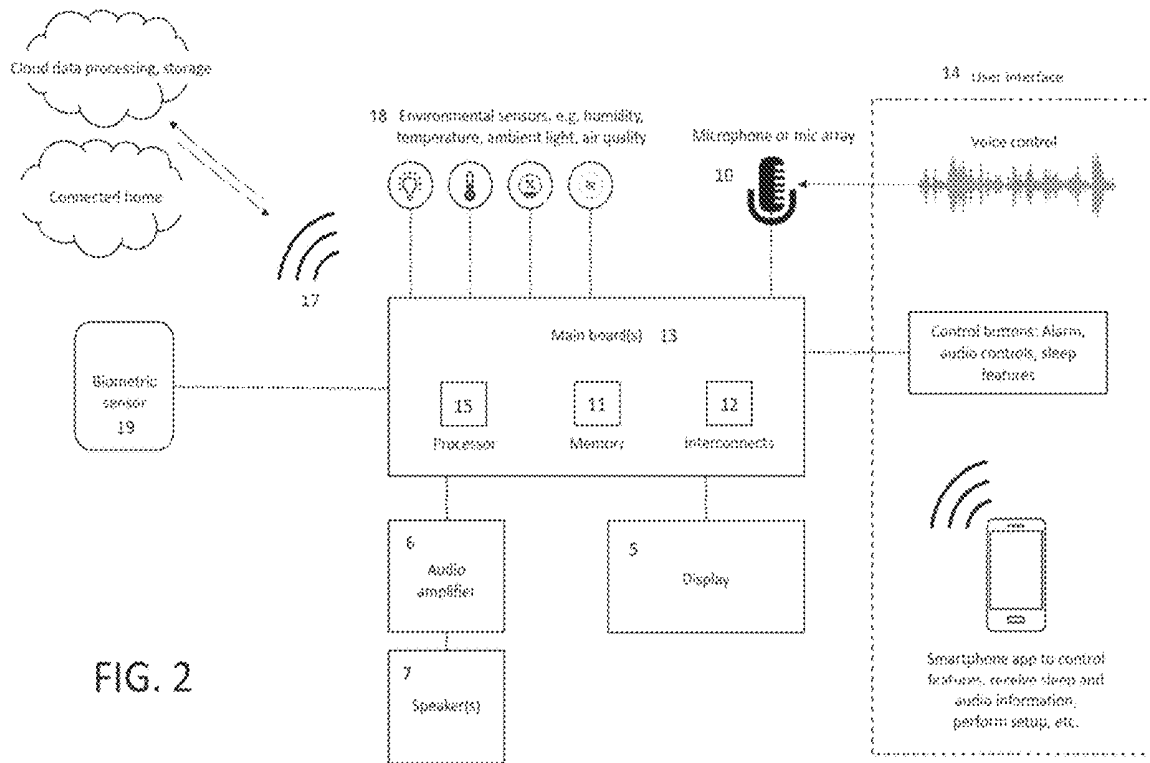 Cloud data processing, storage
Connected home
17
18 Environmental sensors, e.g. humidity,
temperature, ambient light, air quality
Microphone or mic array
10
14 User interface
Voice control
Main board(s) 13
15
Processor
11
Memory
12
Interconnects
Biometric
sensor
19
Control buttons: Alarm,
audio controls, sleep
features
6
Audio
amplifier
5
Display
7
Speaker(s)
Smartphone app to control
features, receive sleep and
audio information,
perform setup, etc.
FIG. 2